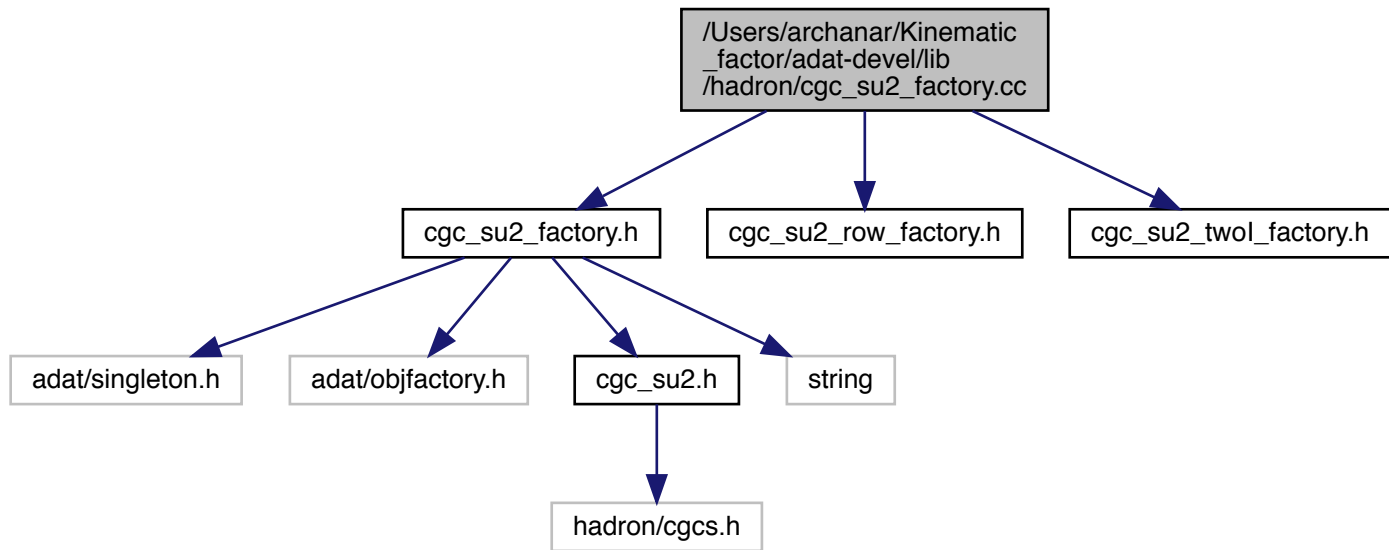 /Users/archanar/Kinematic
_factor/adat-devel/lib
/hadron/cgc_su2_factory.cc
cgc_su2_factory.h
cgc_su2_row_factory.h
cgc_su2_twoI_factory.h
adat/singleton.h
adat/objfactory.h
cgc_su2.h
string
hadron/cgcs.h